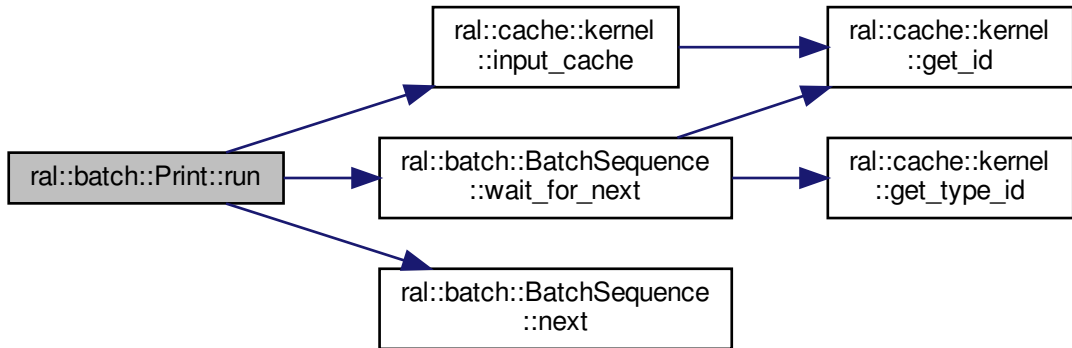 ral::batch::Print::run
ral::cache::kernel
::input_cache
ral::batch::BatchSequence
::wait_for_next
ral::batch::BatchSequence
::next
ral::cache::kernel
::get_id
ral::cache::kernel
::get_type_id